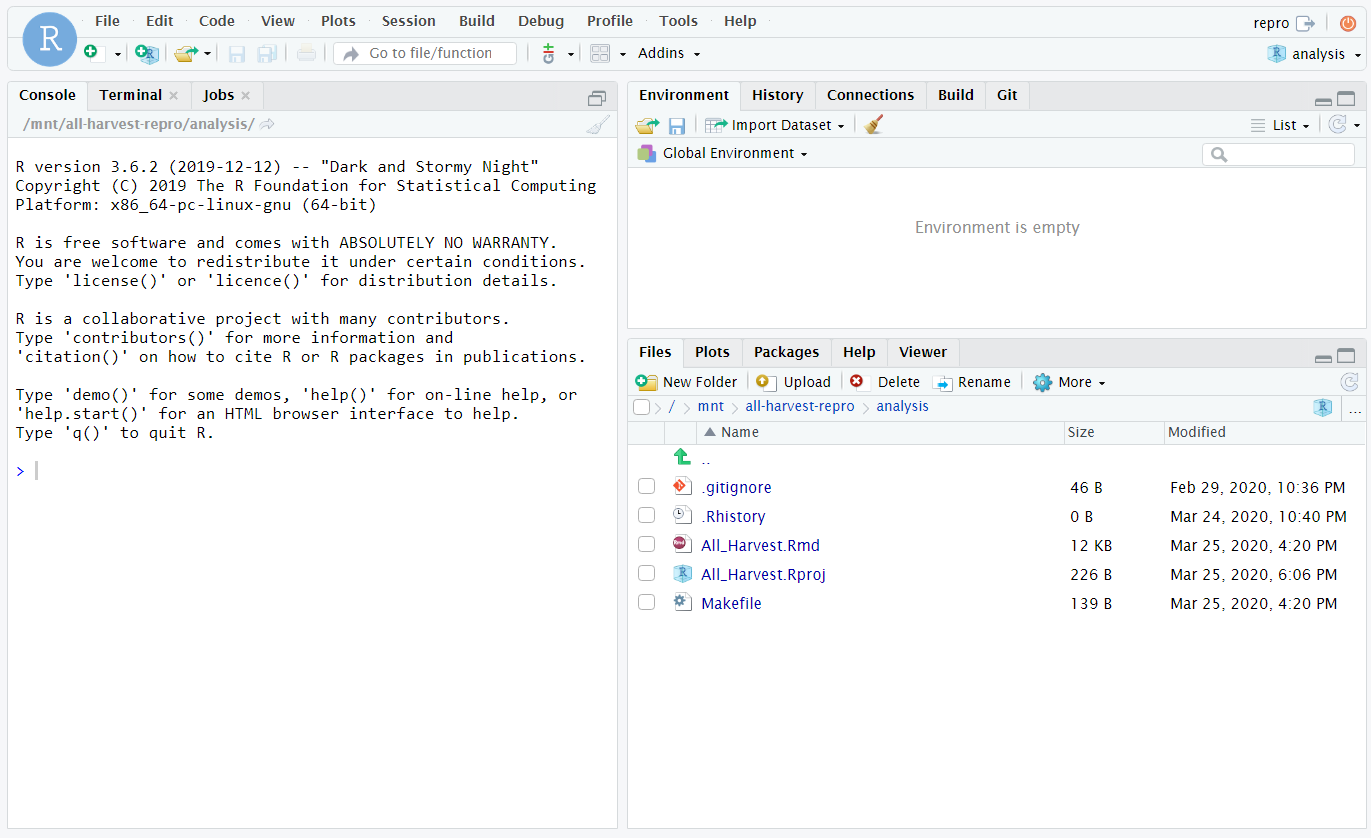 R
File Edit Code View Plots Session Build Debug Profile Tools Help
repro
Go to file/function
Addins
analysis
Console Terminal Jobs
/mnt/all-harvest-repro/analysis/
R version 3.6.2 (2019-12-12) -- "Dark and Stormy Night"
Copyright (C) 2019 The R Foundation for Statistical Computing
Platform: x86_64-pc-linux-gnu (64-bit)
R is free software and comes with ABSOLUTELY NO WARRANTY.
You are welcome to redistribute it under certain conditions.
Type 'license()' or 'licence()' for distribution details.
R is a collaborative project with many contributors.
Type 'contributors()' for more information and
'citation()' on how to cite R or R packages in publications.
Type 'demo()' for some demos, 'help()' for on-line help, or
'help.start()' for an HTML browser interface to help.
Type 'q()' to quit R.
>
Environment History Connections Build Git
Import Dataset
List
Global Environment
Environment is empty
Files Plots Packages Help Viewer
New Folder Upload Delete Rename More
/ mnt all-harvest-repro analysis
...
Name Size Modified
..
.gitignore 46 B Feb 29, 2020, 10:36 PM
.Rhistory 0 B Mar 24, 2020, 10:40 PM
All_Harvest.Rmd 12 KB Mar 25, 2020, 4:20 PM
All_Harvest.Rproj 226 B Mar 25, 2020, 6:06 PM
Makefile 139 B Mar 25, 2020, 4:20 PM